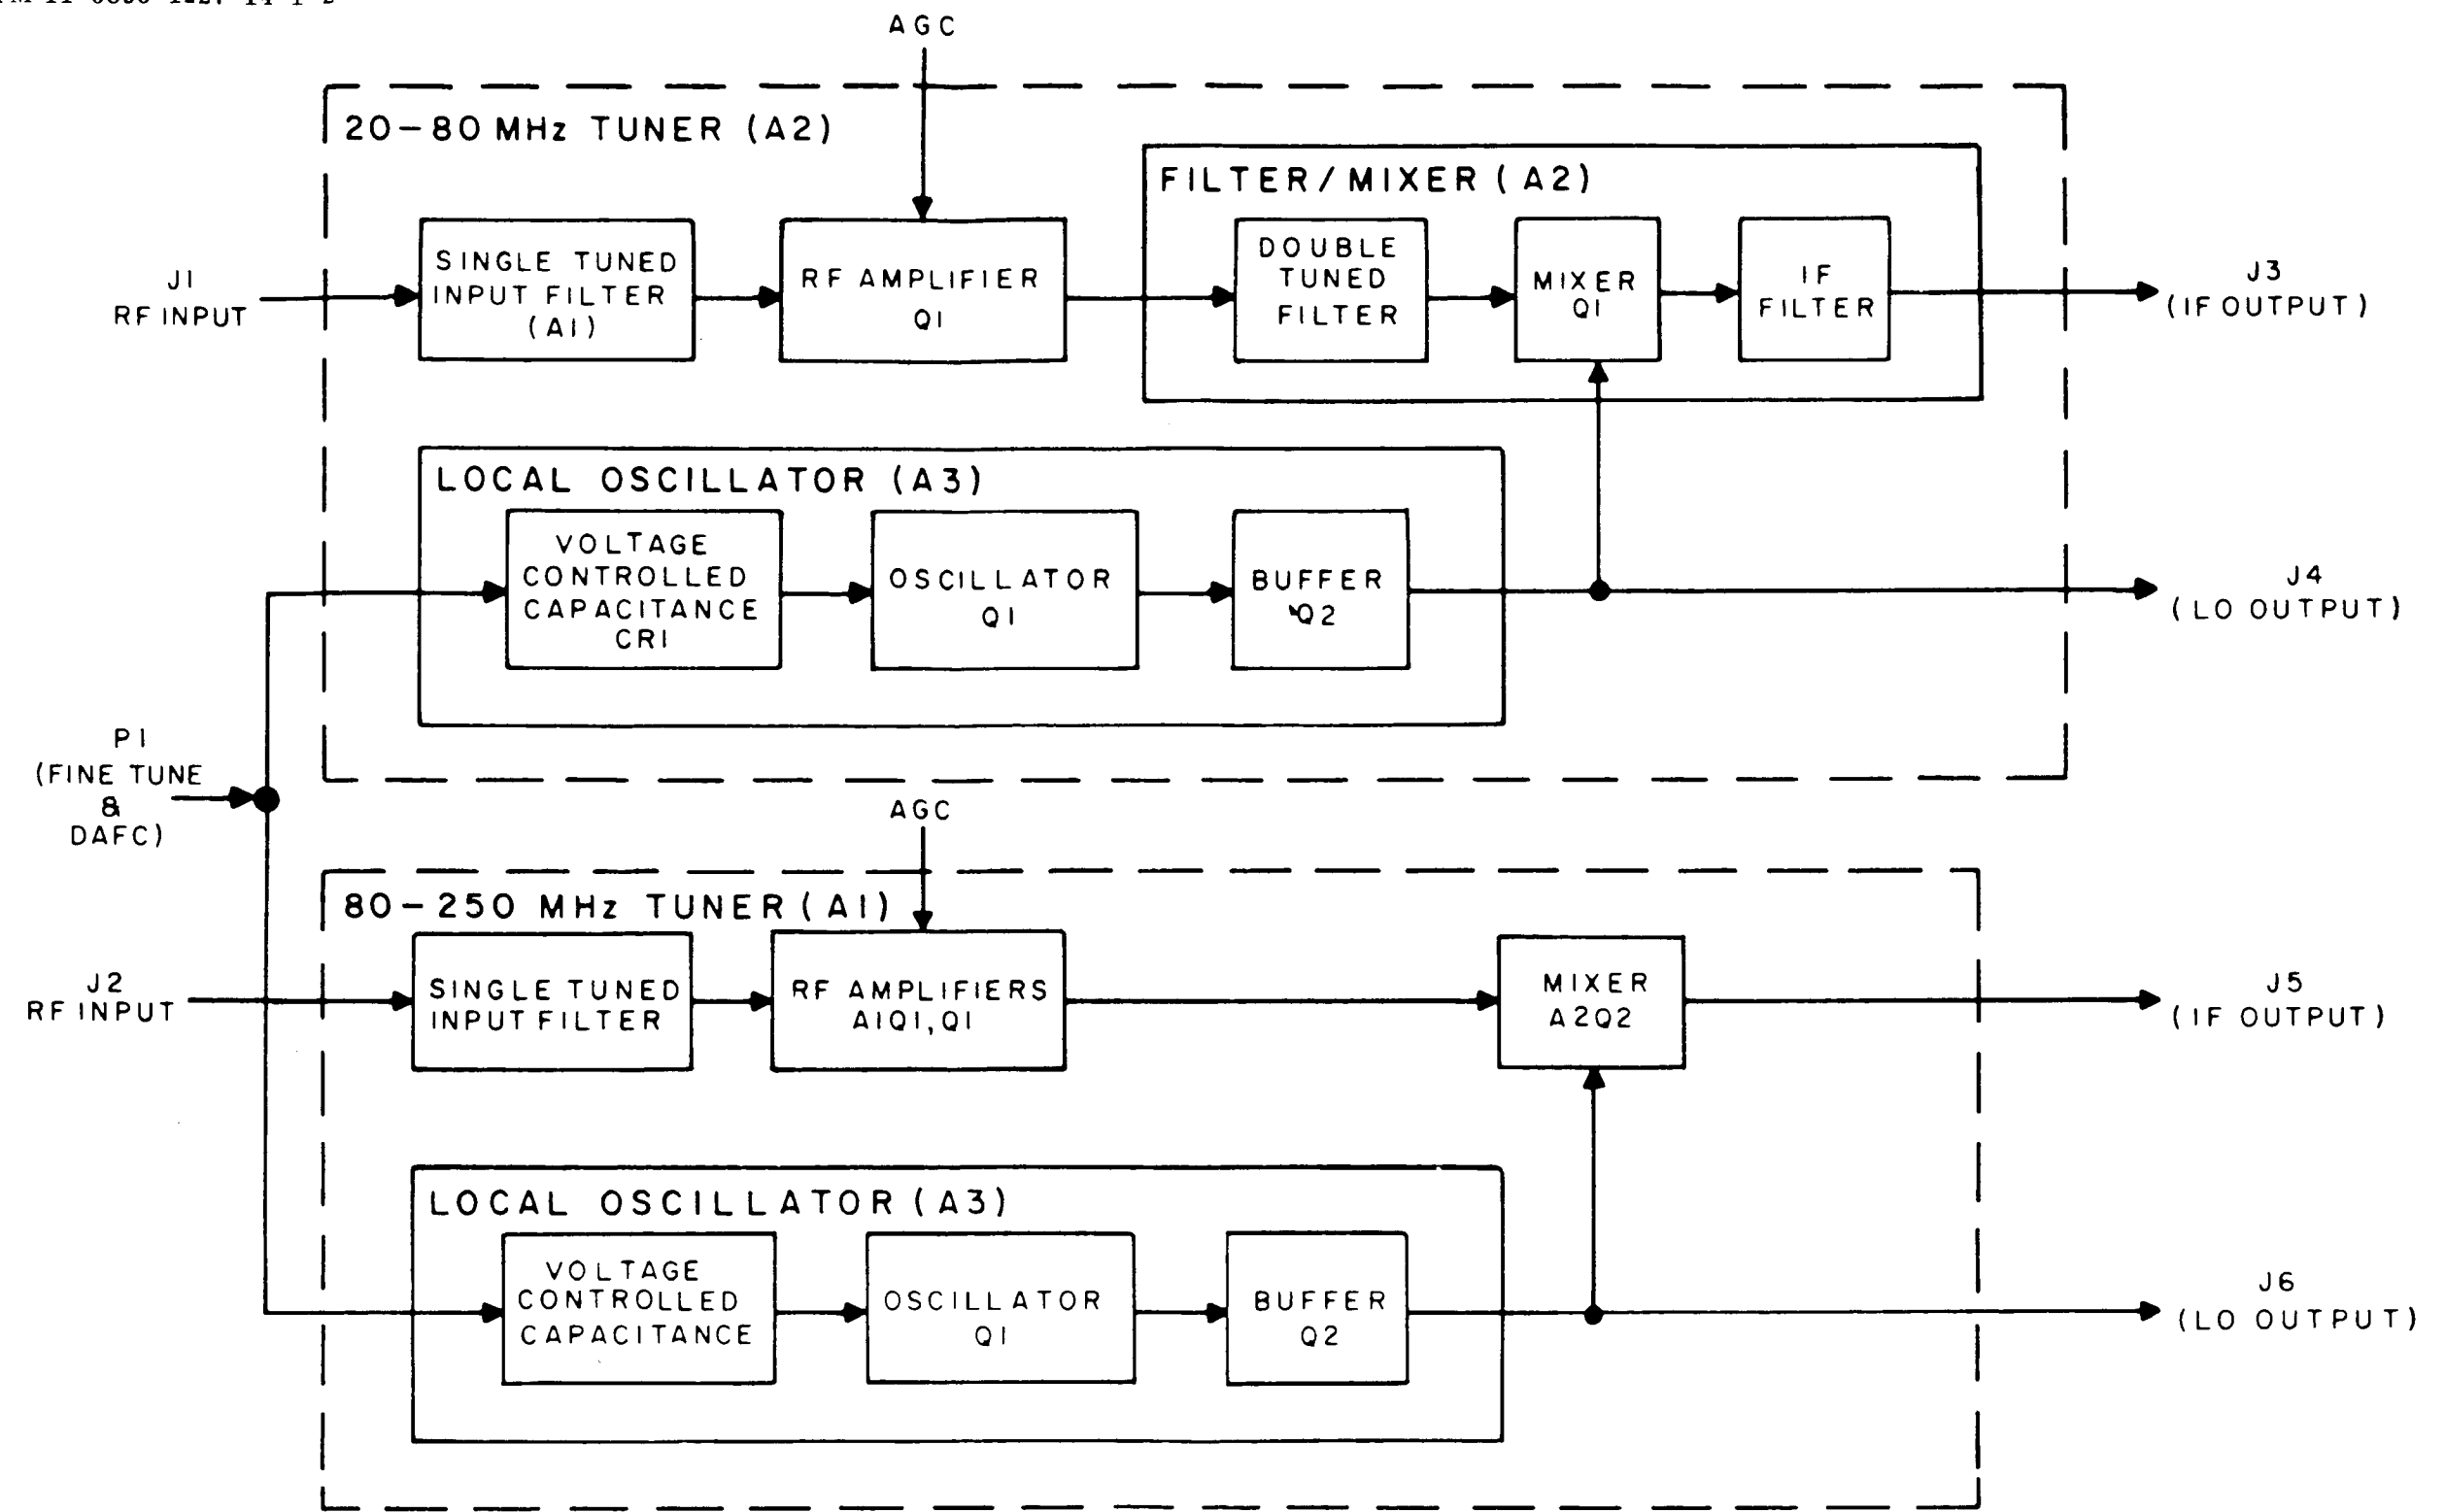 AGC
20-80 MHz TUNER (A2)
FILTER/MIXER (A2)
J1
RF INPUT
SINGLE TUNED
INPUT FILTER
(A1)
RF AMPLIFIER
Q1
DOUBLE
TUNED
FILTER
MIXER
Q1
IF
FILTER
J3
(IF OUTPUT)
LOCAL OSCILLATOR (A3)
VOLTAGE
CONTROLLED
CAPACITANCE
CR1
OSCILLATOR
Q1
BUFFER
Q2
J4
(LO OUTPUT)
P1
(FINE TUNE
&
DAFC)
AGC
80-250 MHz TUNER (A1)
J2
RF INPUT
SINGLE TUNED
INPUT FILTER
RF AMPLIFIERS
A1Q1, Q1
MIXER
A2Q2
J5
(IF OUTPUT)
LOCAL OSCILLATOR (A3)
VOLTAGE
CONTROLLED
CAPACITANCE
OSCILLATOR
Q1
BUFFER
Q2
J6
(LO OUTPUT)